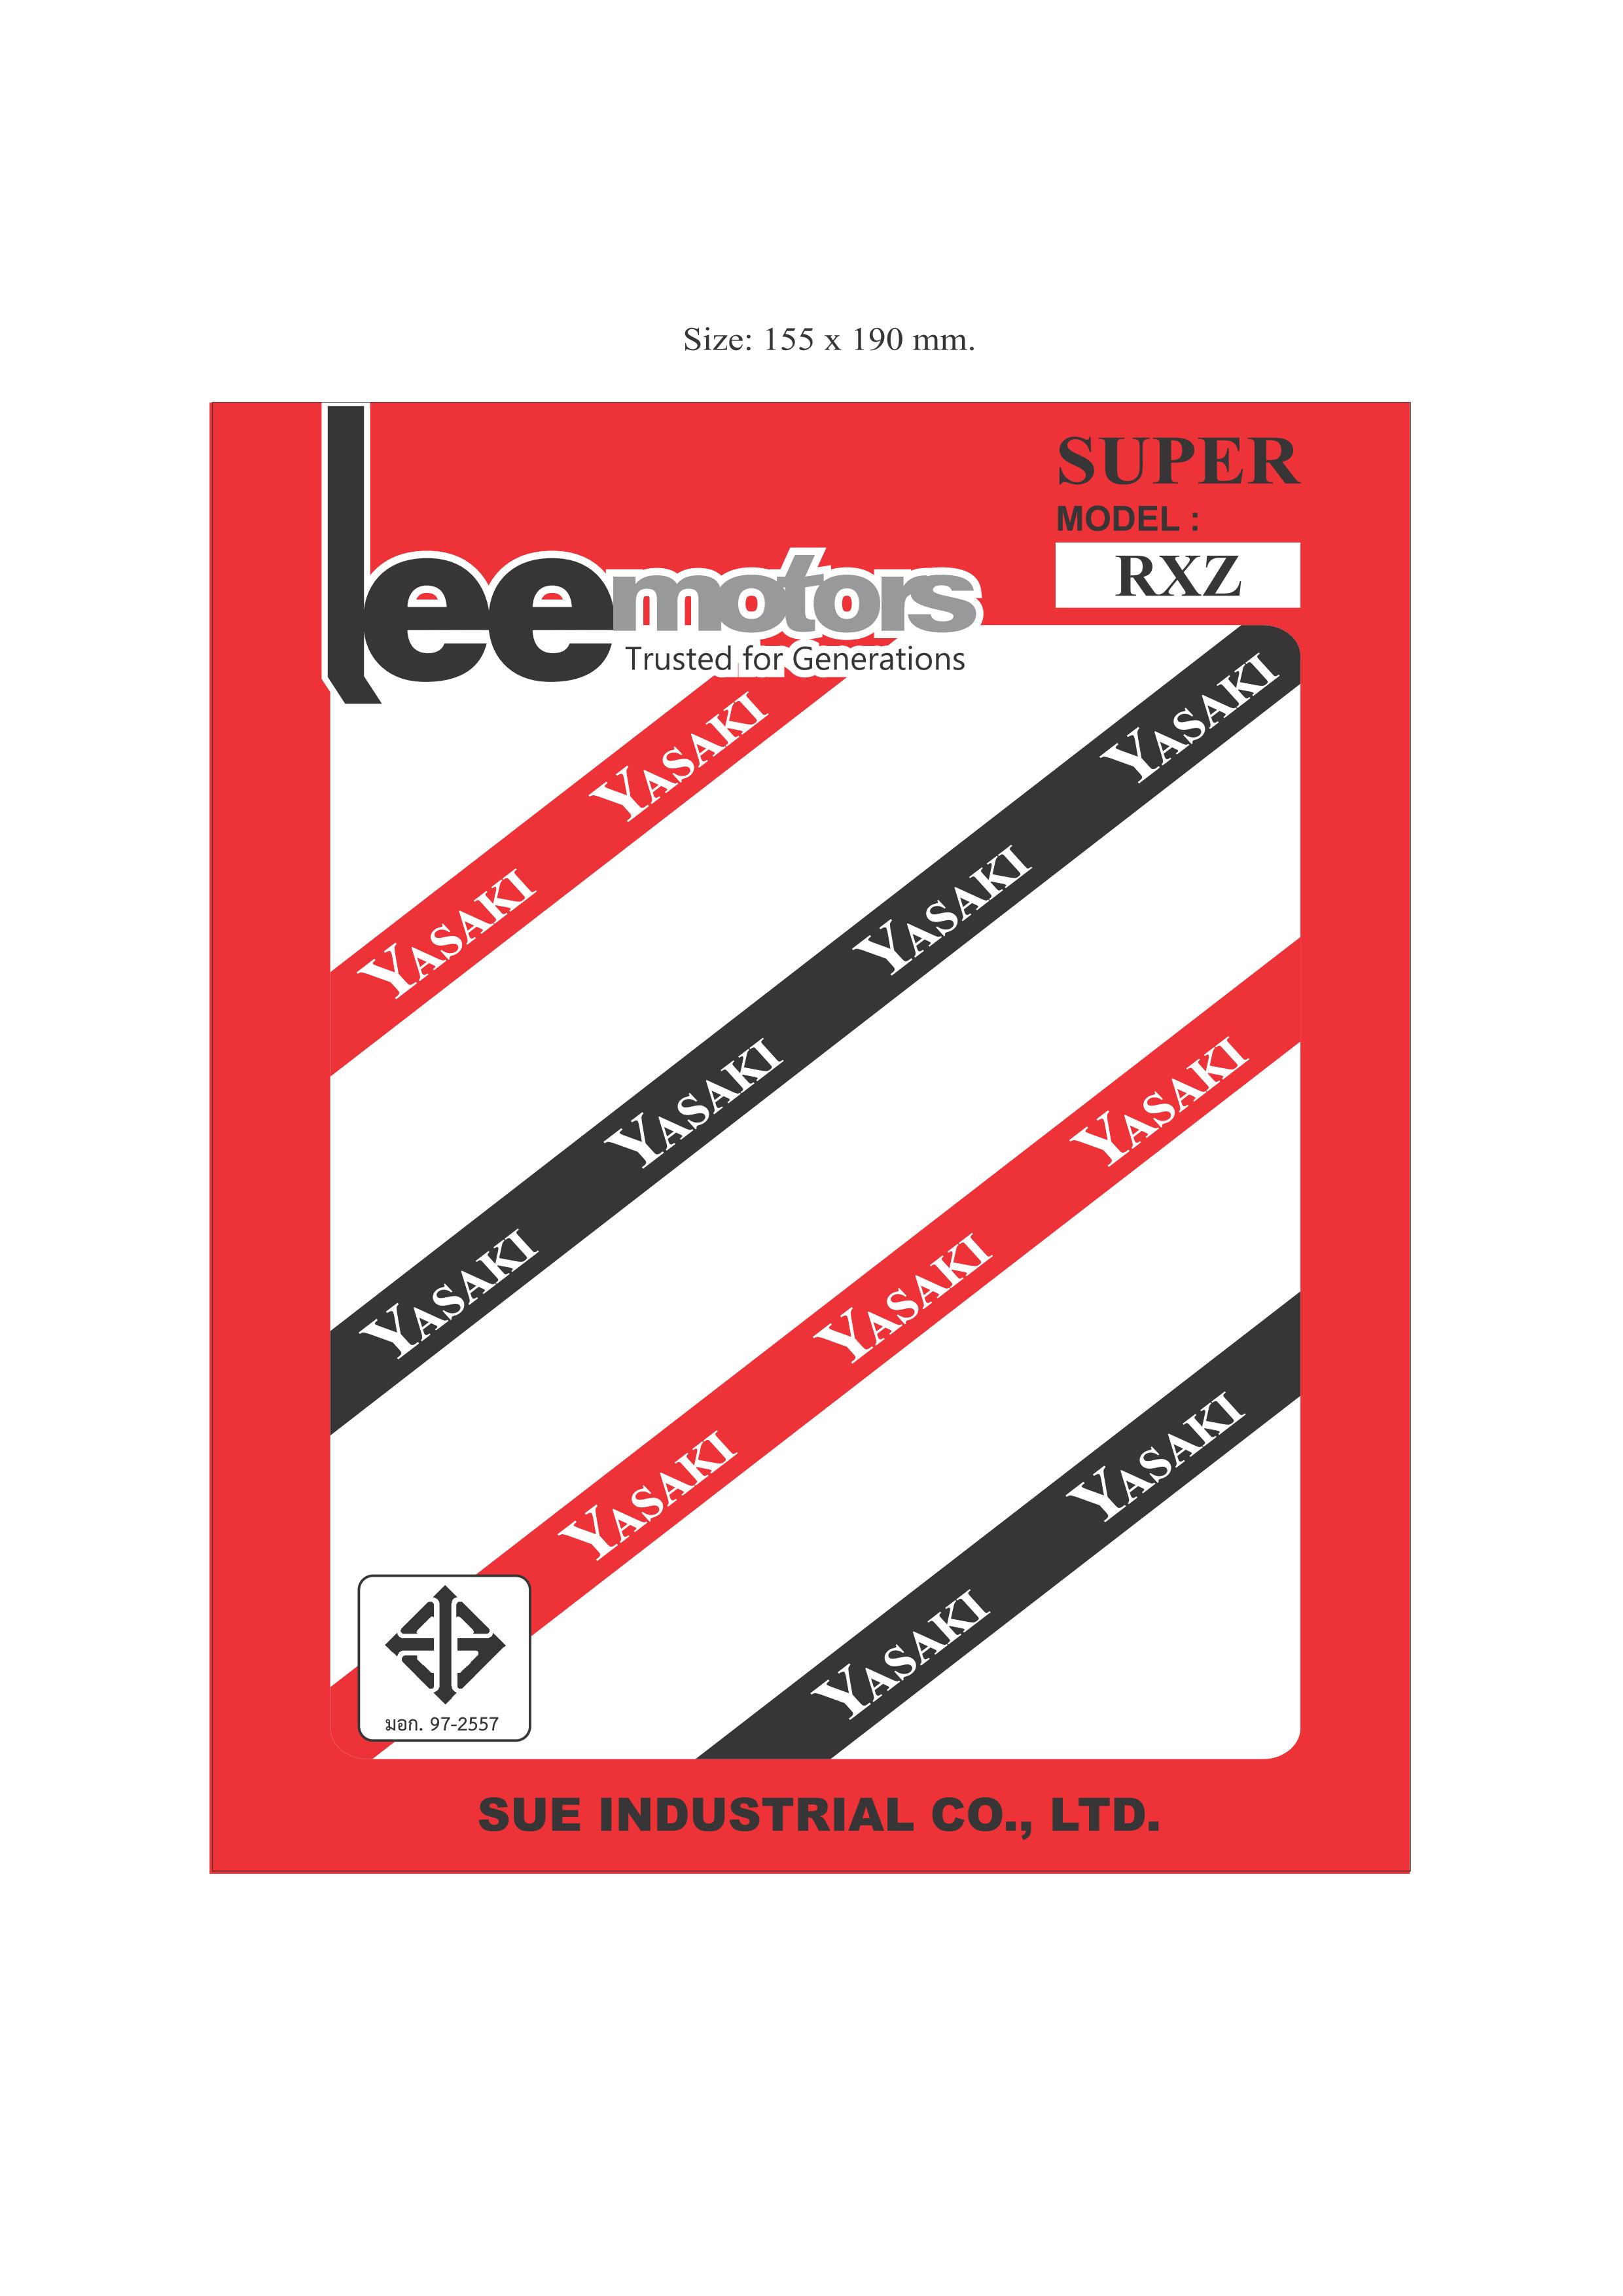 Size: 155 x 190 mm.
SUPER
MODEL :
RXZ
leemotors
Trusted for Generations
YASAKI
YASAKI
YASAKI
YASAKI
YASAKI
YASAKI
YASAKI
YASAKI
YASAKI
YASAKI
YASAKI
มอก. 97-2557
SUE INDUSTRIAL CO., LTD.